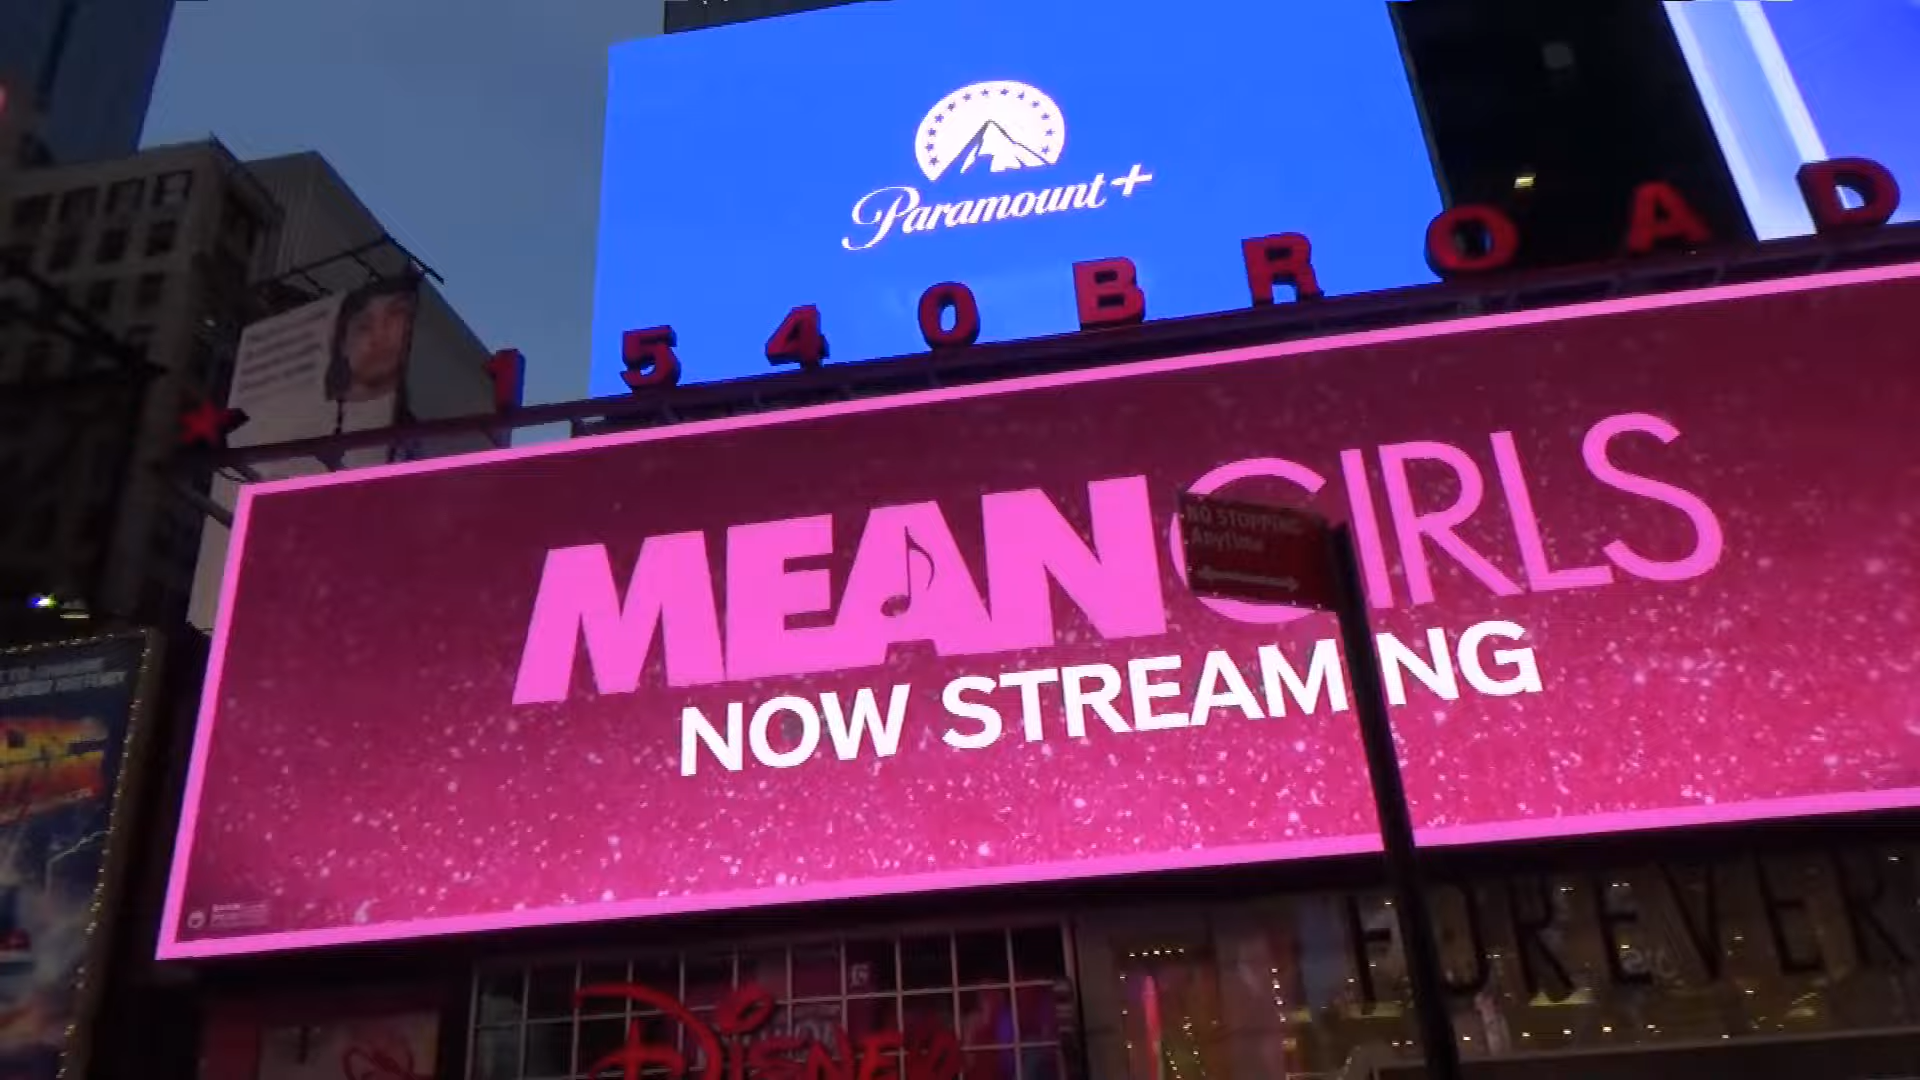 Paramount+
1540 BROAD
MEAN GIRLS
NO STOPPING
Anytime
NOW STREAMING
FOREVER
DISNEY